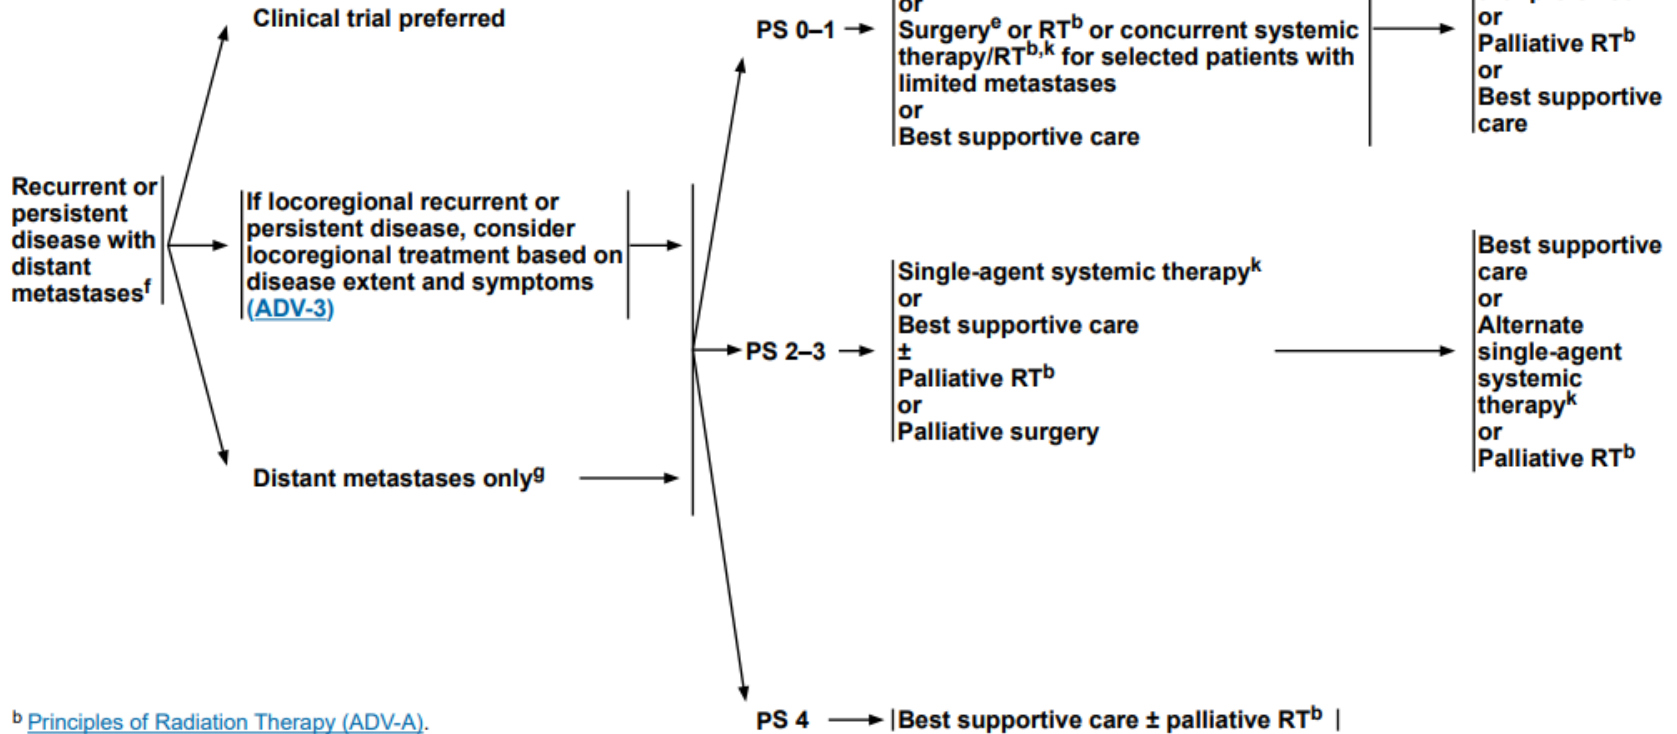 Clinical trial preferred
Recurrent or
persistent
disease with
distant
metastasesf
If locoregional recurrent or
persistent disease, consider
locoregional treatment based on
disease extent and symptoms
(ADV-3)
Distant metastases onlyg
PS 0–1
or
Surgerye or RTb or concurrent systemic
therapy/RTb,k for selected patients with
limited metastases
or
Best supportive care
or
Palliative RTb
or
Best supportive
care
PS 2–3
Single-agent systemic therapyk
or
Best supportive care
±
Palliative RTb
or
Palliative surgery
Best supportive
care
or
Alternate
single-agent
systemic
therapyk
or
Palliative RTb
PS 4
Best supportive care ± palliative RTb
b Principles of Radiation Therapy (ADV-A).